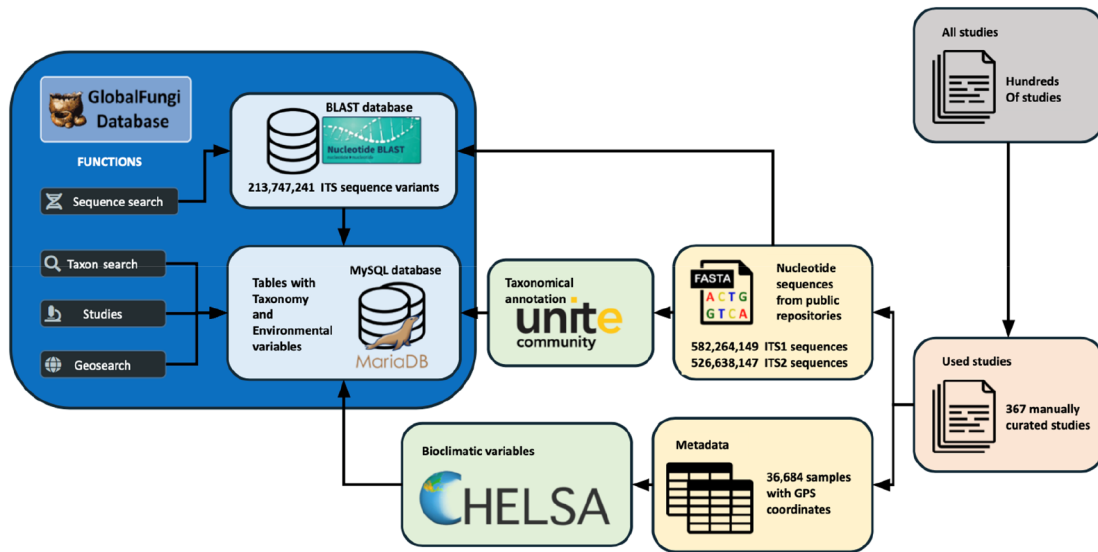 All studies
Hundreds
Of studies
GlobalFungi
Database
FUNCTIONS
Sequence search
Taxon search
Studies
Geosearch
BLAST database
Nucleotide BLAST
213,747,241 ITS sequence variants
MySQL database
Tables with
Taxonomy
and
Environmental
variables
MariaDB
Taxonomical
annotation
unite
community
FASTA
ACTG
GTCA
Nucleotide
sequences
from public
repositories
582,264,149 ITS1 sequences
526,638,147 ITS2 sequences
Used studies
367 manually
curated studies
Bioclimatic variables
CHELSA
Metadata
36,684 samples
with GPS
coordinates